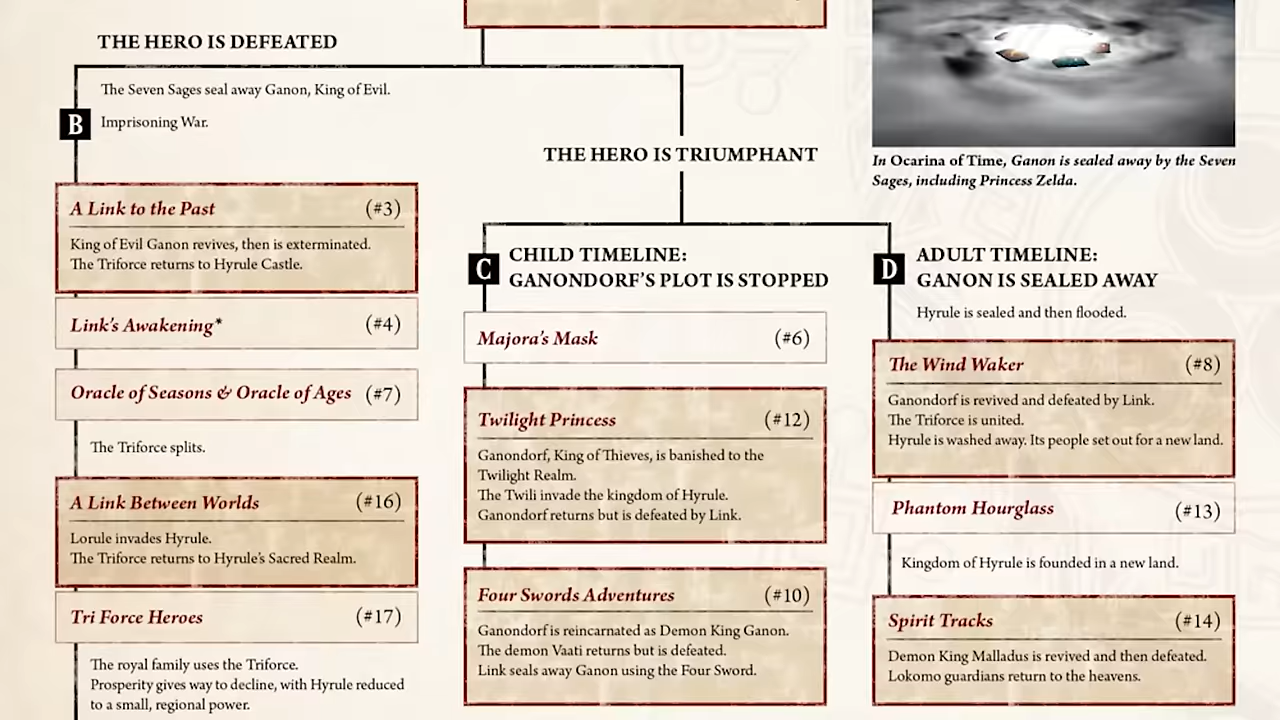 THE HERO IS DEFEATED
The Seven Sages seal away Ganon, King of Evil.
B
Imprisoning War.
A Link to the Past (#3)
King of Evil Ganon revives, then is exterminated.
The Triforce returns to Hyrule Castle.
Link's Awakening* (#4)
Oracle of Seasons & Oracle of Ages (#7)
The Triforce splits.
A Link Between Worlds (#16)
Lorule invades Hyrule.
The Triforce returns to Hyrule's Sacred Realm.
Tri Force Heroes (#17)
The royal family uses the Triforce.
Prosperity gives way to decline, with Hyrule reduced
to a small, regional power.
THE HERO IS TRIUMPHANT
C
CHILD TIMELINE:
GANONDORF'S PLOT IS STOPPED
Majora's Mask (#6)
Twilight Princess (#12)
Ganondorf, King of Thieves, is banished to the
Twilight Realm.
The Twili invade the kingdom of Hyrule.
Ganondorf returns but is defeated by Link.
Four Swords Adventures (#10)
Ganondorf is reincarnated as Demon King Ganon.
The demon Vaati returns but is defeated.
Link seals away Ganon using the Four Sword.
In Ocarina of Time, Ganon is sealed away by the Seven
Sages, including Princess Zelda.
D
ADULT TIMELINE:
GANON IS SEALED AWAY
Hyrule is sealed and then flooded.
The Wind Waker (#8)
Ganondorf is revived and defeated by Link.
The Triforce is united.
Hyrule is washed away. Its people set out for a new land.
Phantom Hourglass (#13)
Kingdom of Hyrule is founded in a new land.
Spirit Tracks (#14)
Demon King Malladus is revived and then defeated.
Lokomo guardians return to the heavens.